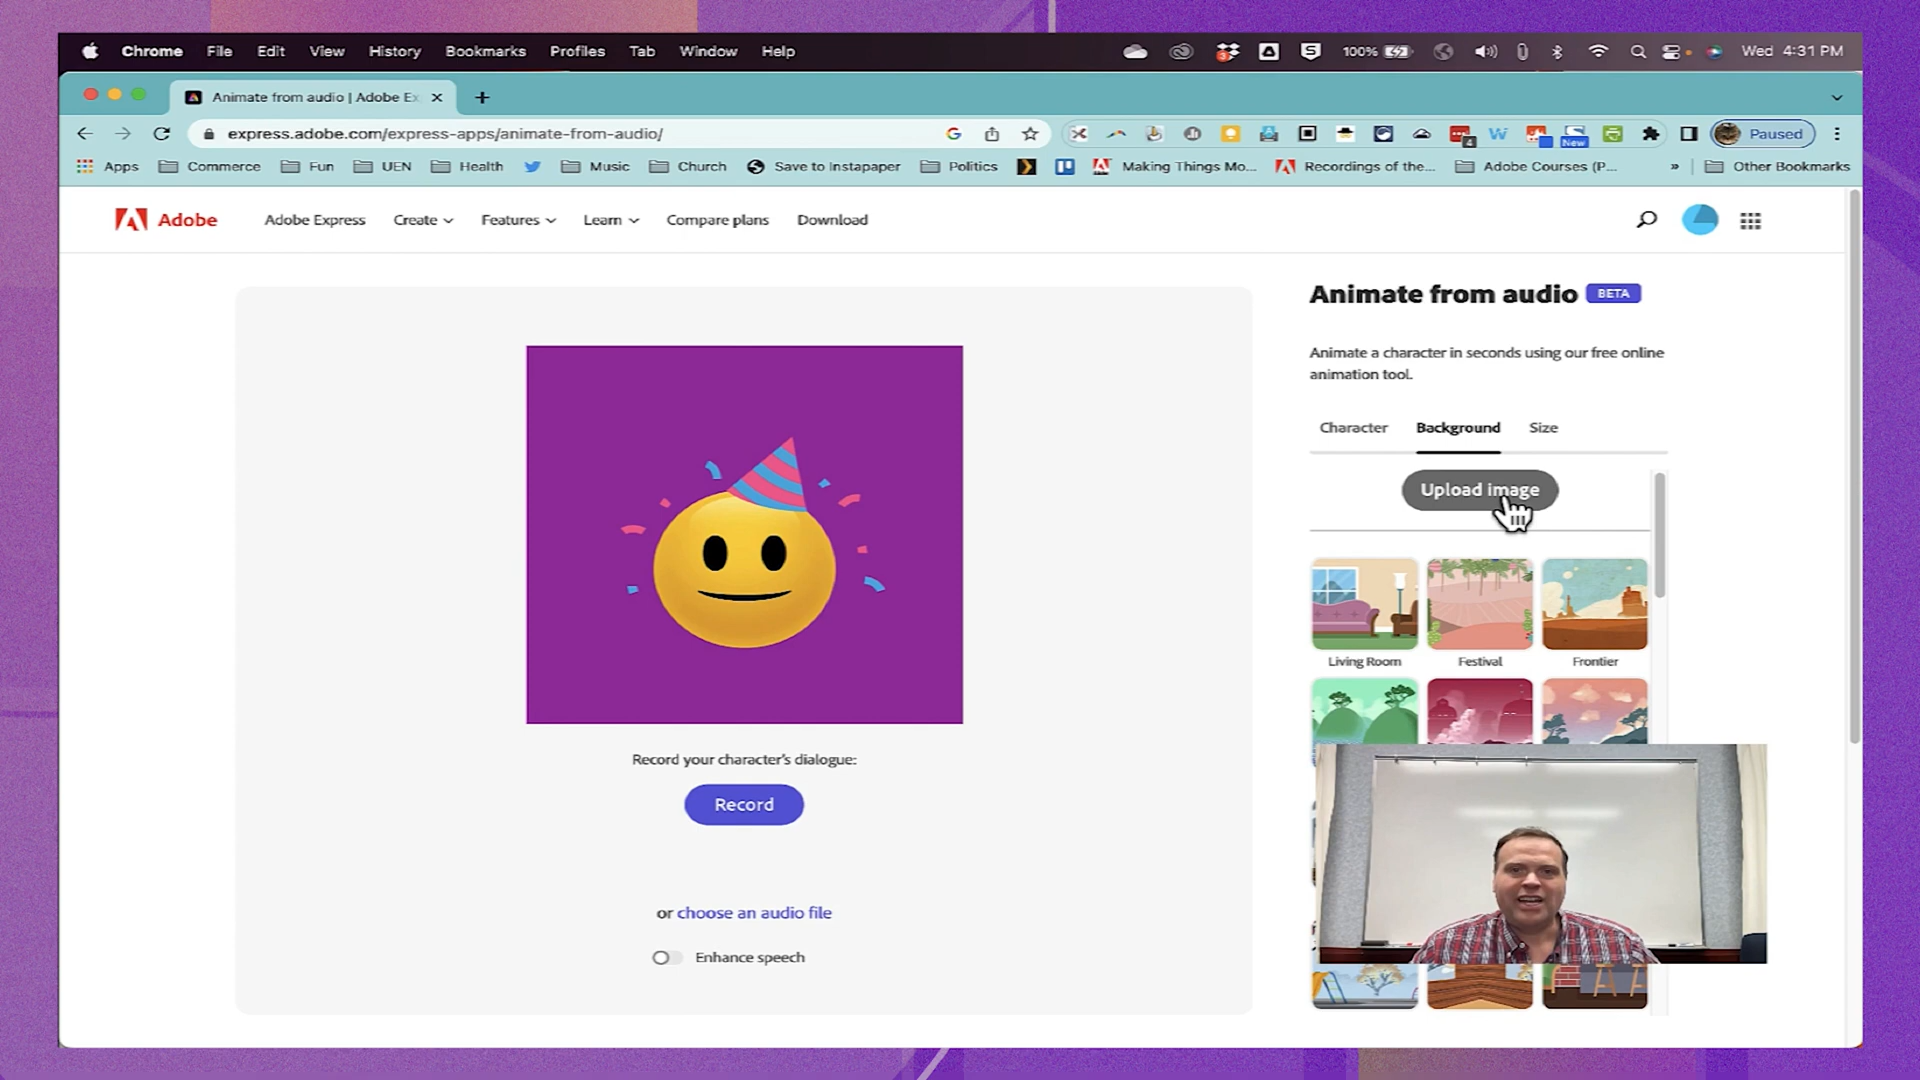 Chrome File Edit View History Bookmarks Profiles Tab Window Help 3 100% Wed 4:31 PM
Animate from audio | Adobe Ex
express.adobe.com/express-apps/animate-from-audio/ 4 New Paused
Apps Commerce Fun UEN Health Music Church Save to Instapaper Politics Making Things Mo... Recordings of the... Adobe Courses (P... » Other Bookmarks
Adobe Adobe Express Create Features Learn Compare plans Download
Animate from audio BETA
Animate a character in seconds using our free online
animation tool.
Character Background Size
Upload image
Living Room Festival Frontier
Record your character's dialogue:
Record
or choose an audio file
Enhance speech